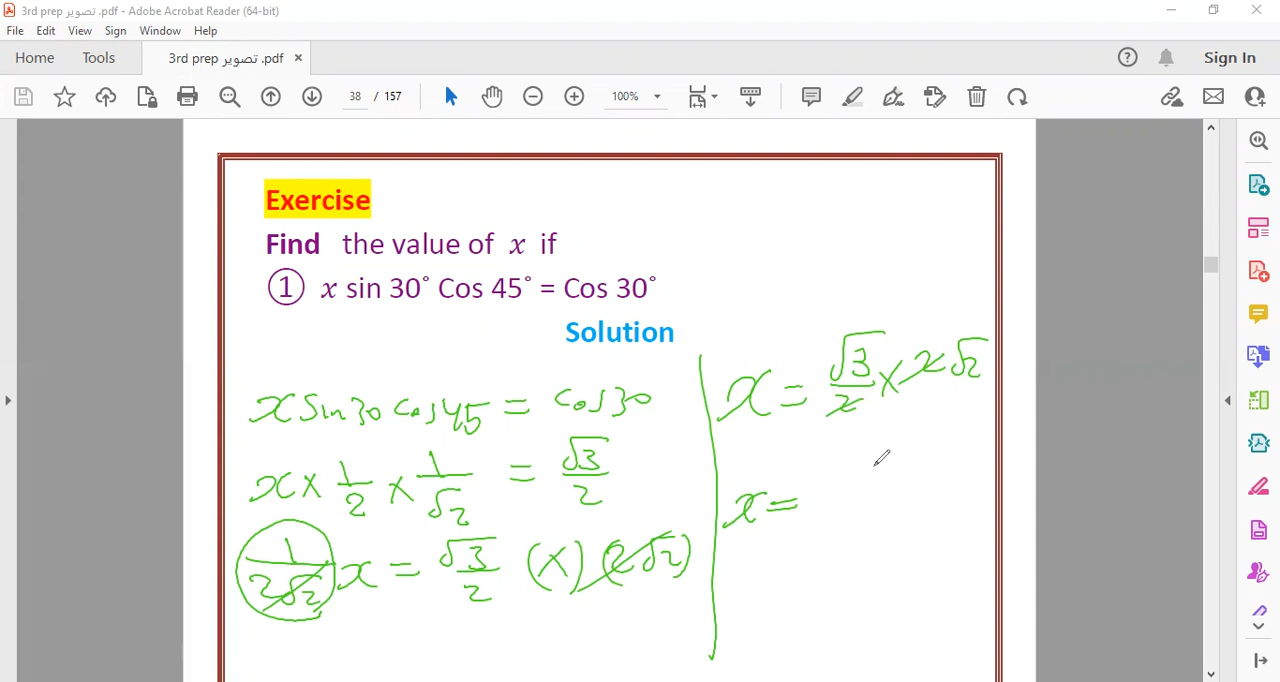 3rd prep تصوير .pdf - Adobe Acrobat Reader (64-bit)
File Edit View Sign Window Help
Home Tools 3rd prep تصوير .pdf × Sign In
38 / 157 100%
Exercise
Find the value of x if
① x sin 30° Cos 45° = Cos 30°
Solution
x sin 30 cos 45 = cos 30
x × 1/2 × 1/√2 = √3/2
1/2√2 x = √3/2 (×) (2√2)
x = √3/2 × 2√2
x =